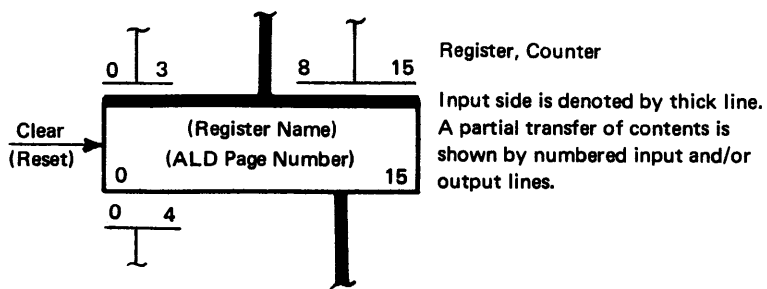 0 3
8 15
Register, Counter
Input side is denoted by thick line.
A partial transfer of contents is
shown by numbered input and/or
output lines.
Clear
(Reset)
(Register Name)
(ALD Page Number)
0 15
0 4